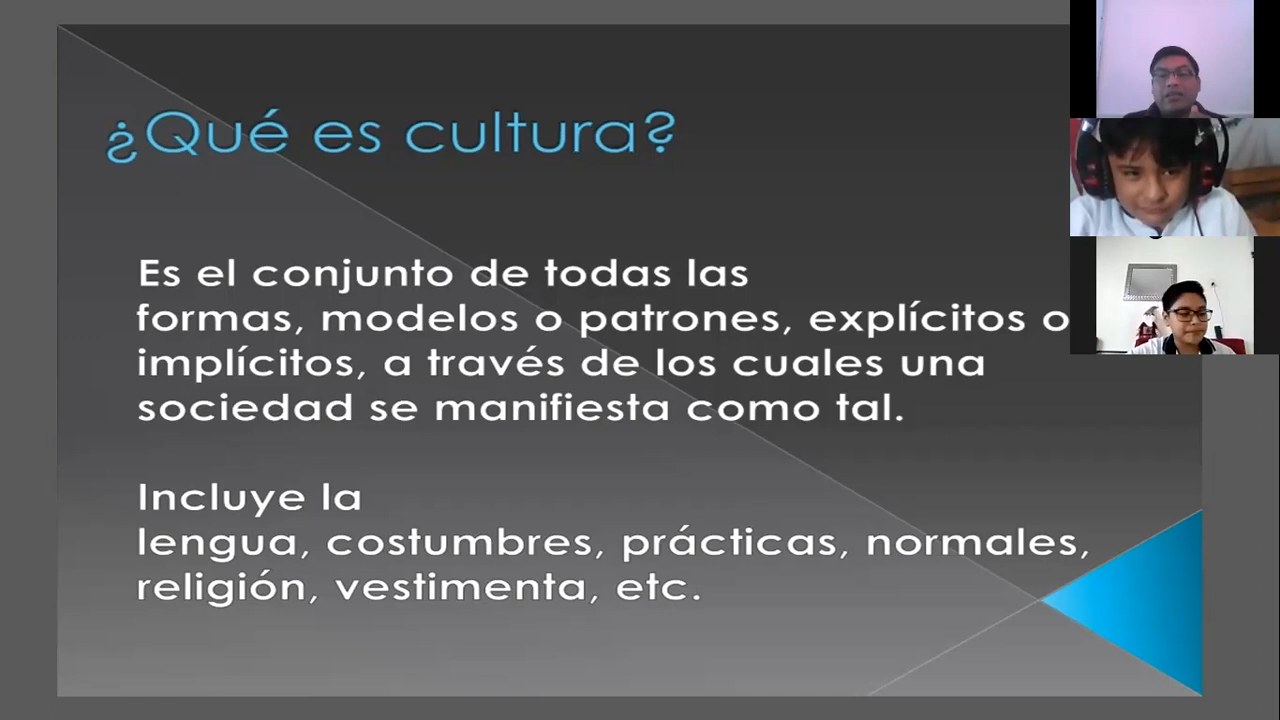 ¿Qué es cultura?
Es el conjunto de todas las
formas, modelos o patrones, explícitos o
implícitos, a través de los cuales una
sociedad se manifiesta como tal.
Incluye la
lengua, costumbres, prácticas, normales,
religión, vestimenta, etc.